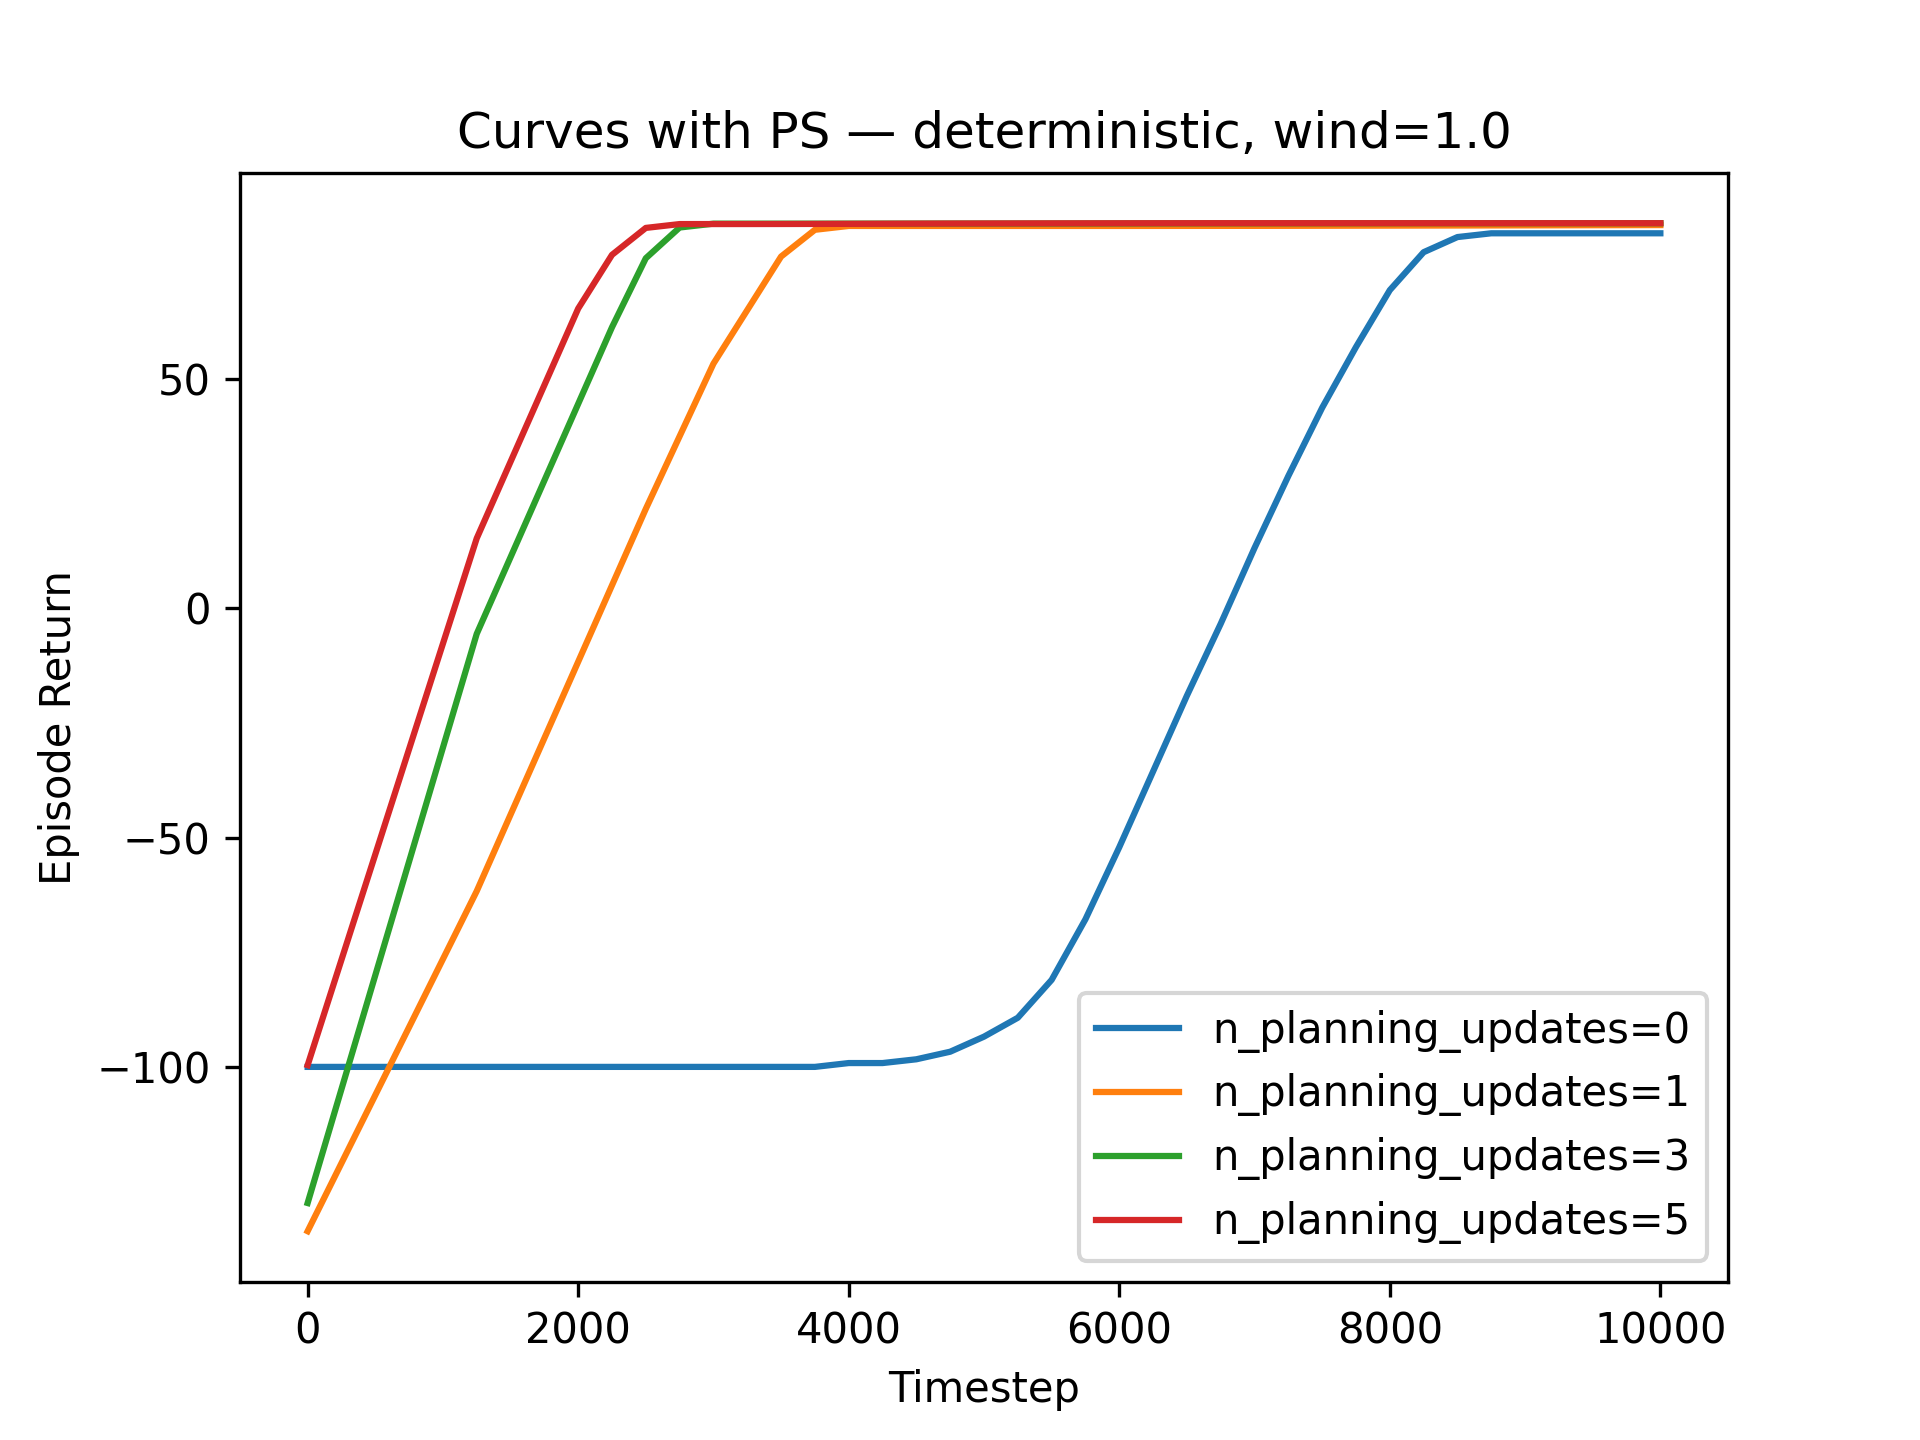 Curves with PS — deterministic, wind=1.0
Episode Return
50
0
−50
−100
n_planning_updates=0
n_planning_updates=1
n_planning_updates=3
n_planning_updates=5
0 2000 4000 6000 8000 10000
Timestep